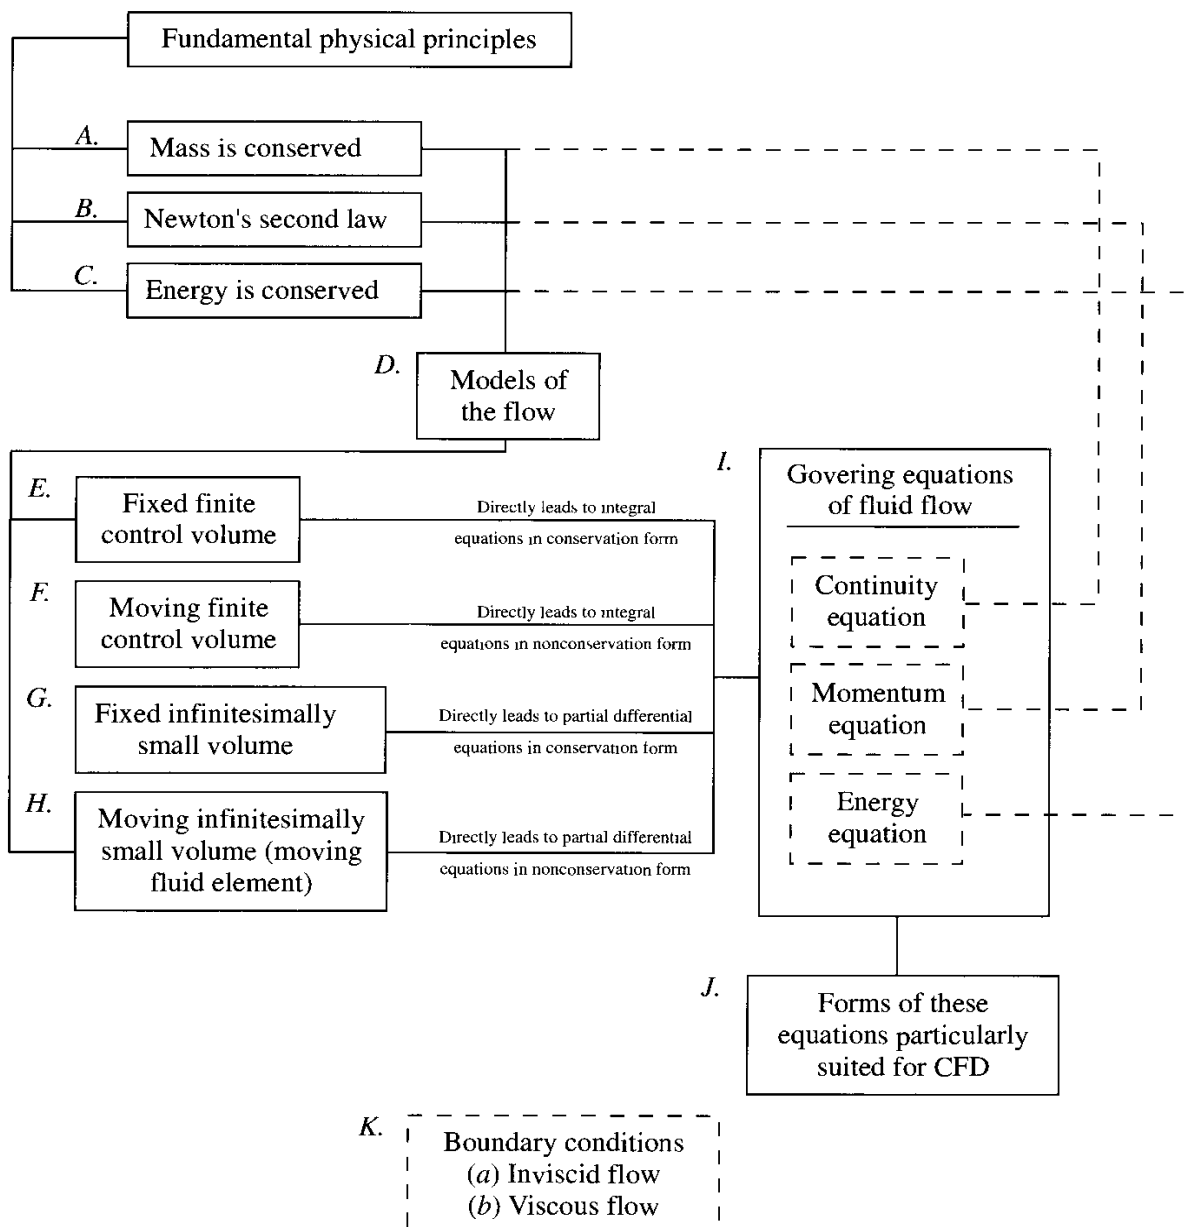 Fundamental physical principles
A.
Mass is conserved
B.
Newton's second law
C.
Energy is conserved
D.
Models of
the flow
E.
Fixed finite
control volume
Directly leads to integral
equations in conservation form
F.
Moving finite
control volume
Directly leads to integral
equations in nonconservation form
G.
Fixed infinitesimally
small volume
Directly leads to partial differential
equations in conservation form
H.
Moving infinitesimally
small volume (moving
fluid element)
Directly leads to partial differential
equations in nonconservation form
I.
Govering equations
of fluid flow
Continuity
equation
Momentum
equation
Energy
equation
J.
Forms of these
equations particularly
suited for CFD
K.
Boundary conditions
(a) Inviscid flow
(b) Viscous flow